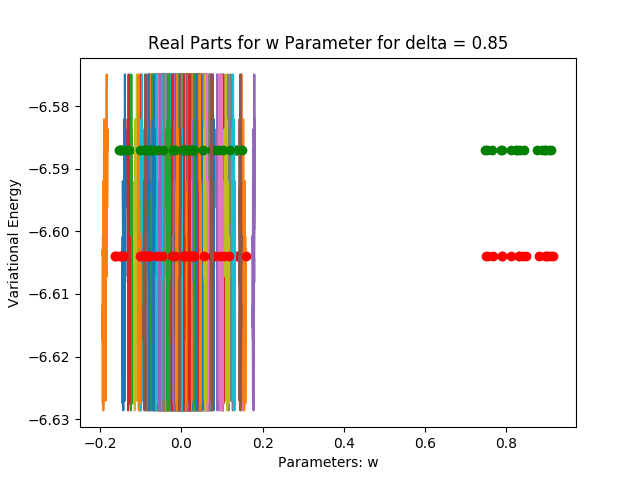 Real Parts for w Parameter for delta = 0.85
Variational Energy
−6.58
−6.59
−6.60
−6.61
−6.62
−6.63
−0.2 0.0 0.2 0.4 0.6 0.8
Parameters: w